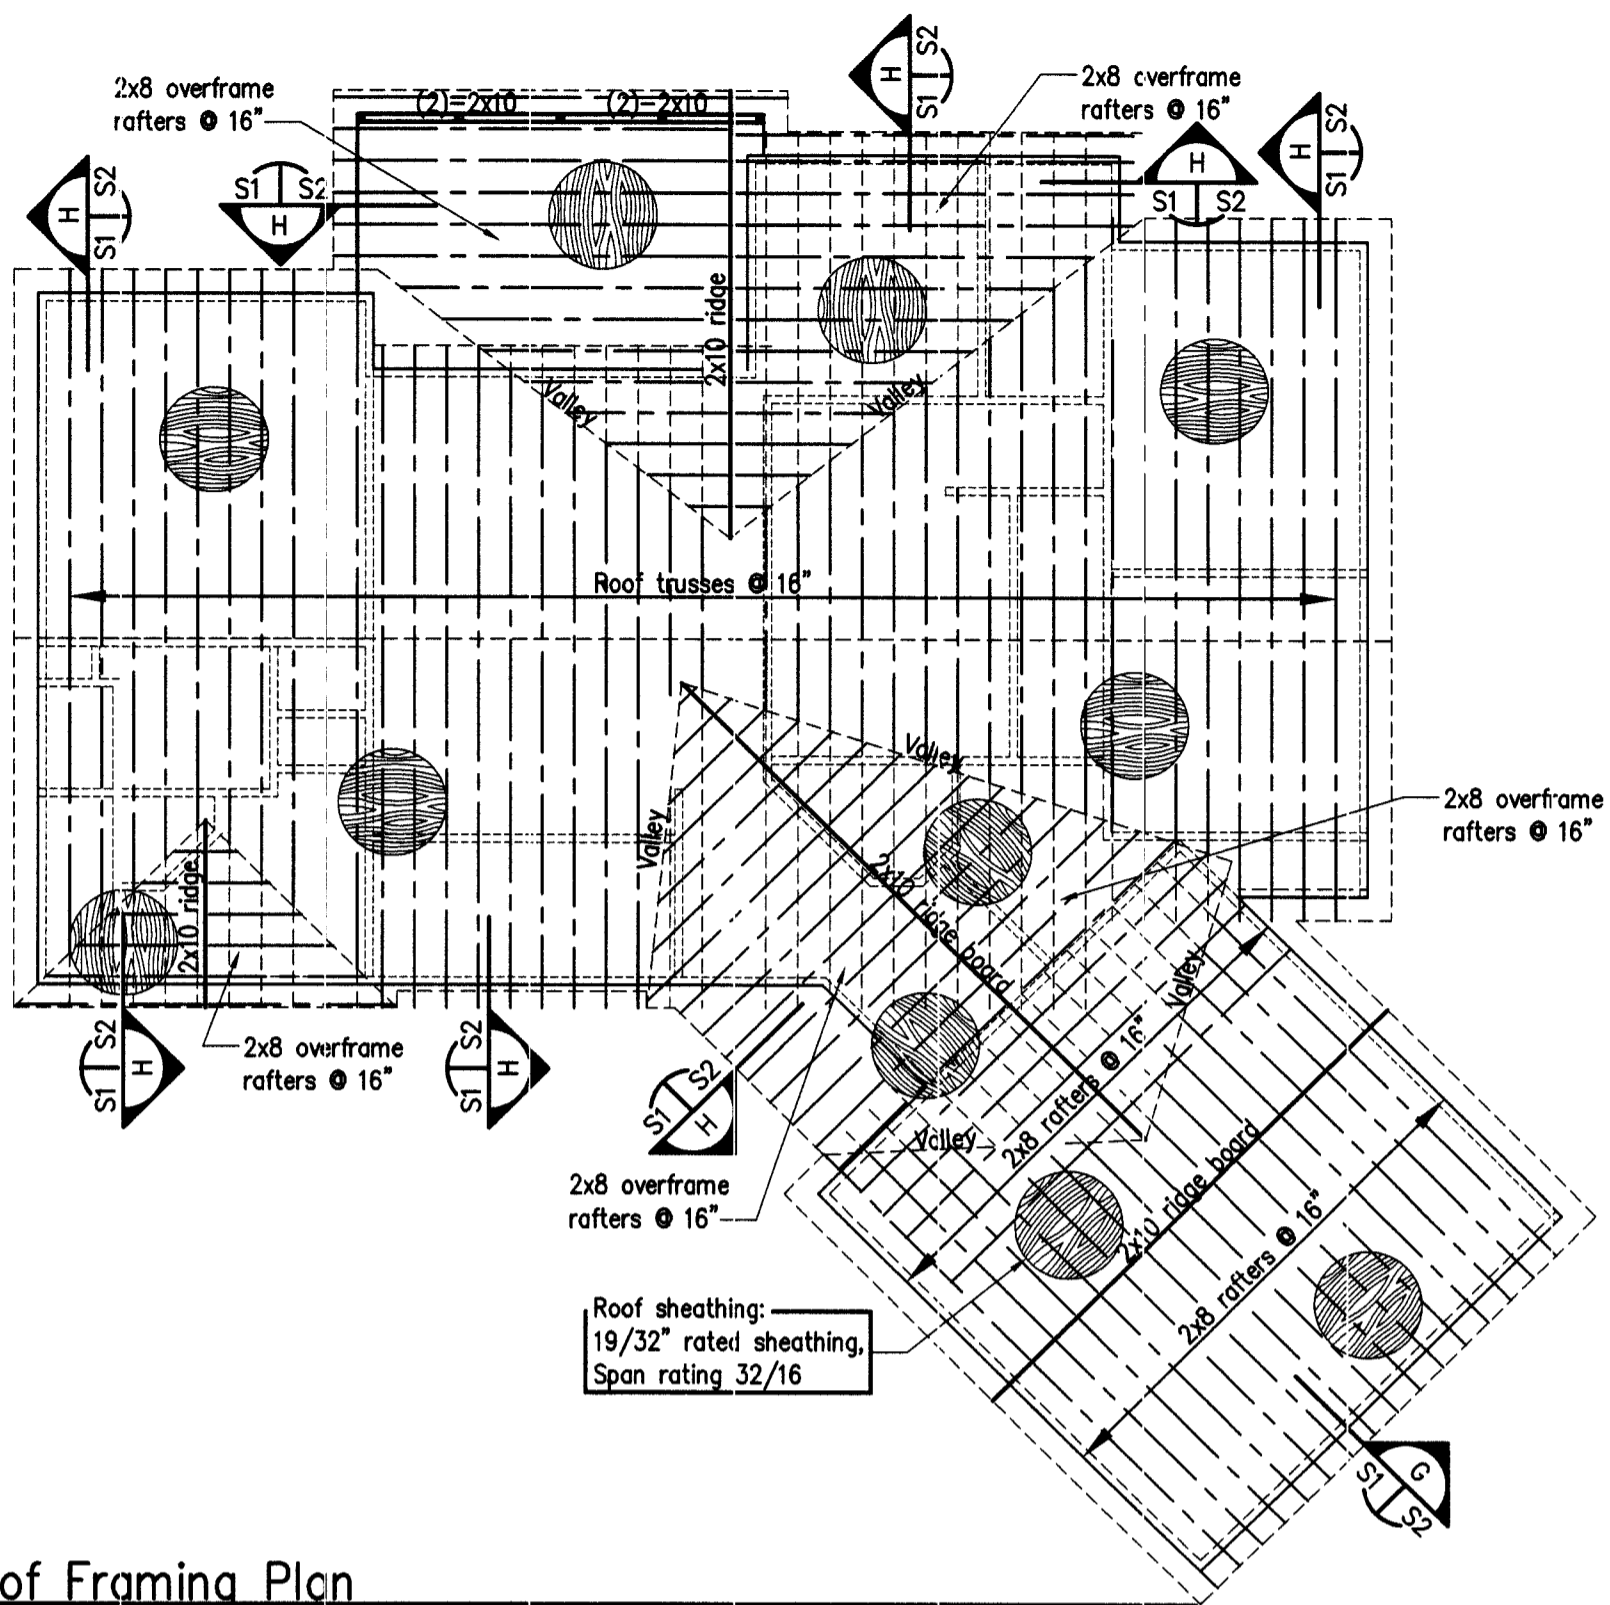 2x8 overframe
rafters @ 16"
(2)-2x10
(2)-2x10
H
S1
S2
2x8 overframe
rafters @ 16"
H
S1
S2
H
S1
S2
H
S1
S2
S1
S2
H
2x10 ridge
Valley
Valley
Roof trusses @ 16"
Valley
Valley
2x8 overframe
rafters @ 16"
2x10 ridge
2x10 ridge board
Valley
S1
S2
H
2x8 overframe
rafters @ 16"
S1
S2
H
S1
S2
H
Valley
2x8 rafters @ 16"
2x10 ridge board
2x8 overframe
rafters @ 16"
2x8 rafters @ 16"
Roof sheathing:
19/32" rated sheathing,
Span rating 32/16
G
S1
S2
of Framing Plan